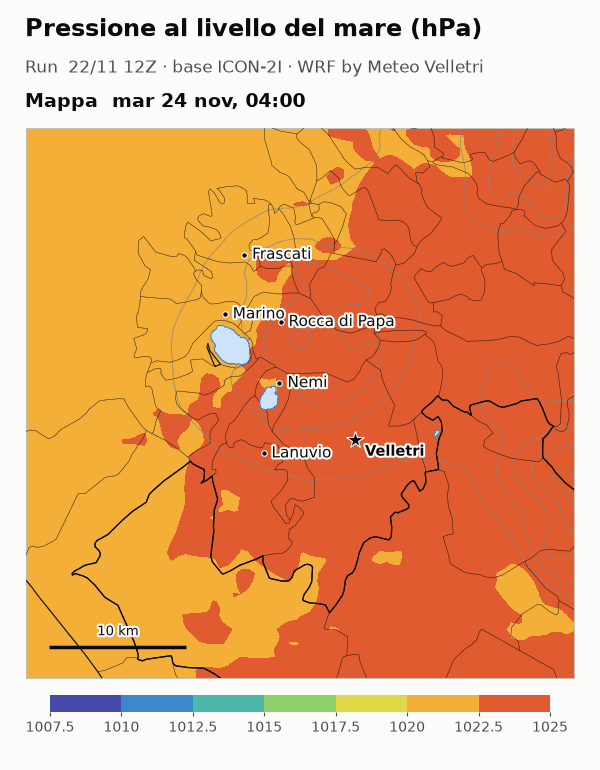 Pressione al livello del mare (hPa)
Run  22/11 12Z · base ICON-2I · WRF by Meteo Velletri
Mappa  mar 24 nov, 04:00
Frascati
Marino
Rocca di Papa
Nemi
Velletri
Lanuvio
10 km
1007.5 1010 1012.5 1015 1017.5 1020 1022.5 1025